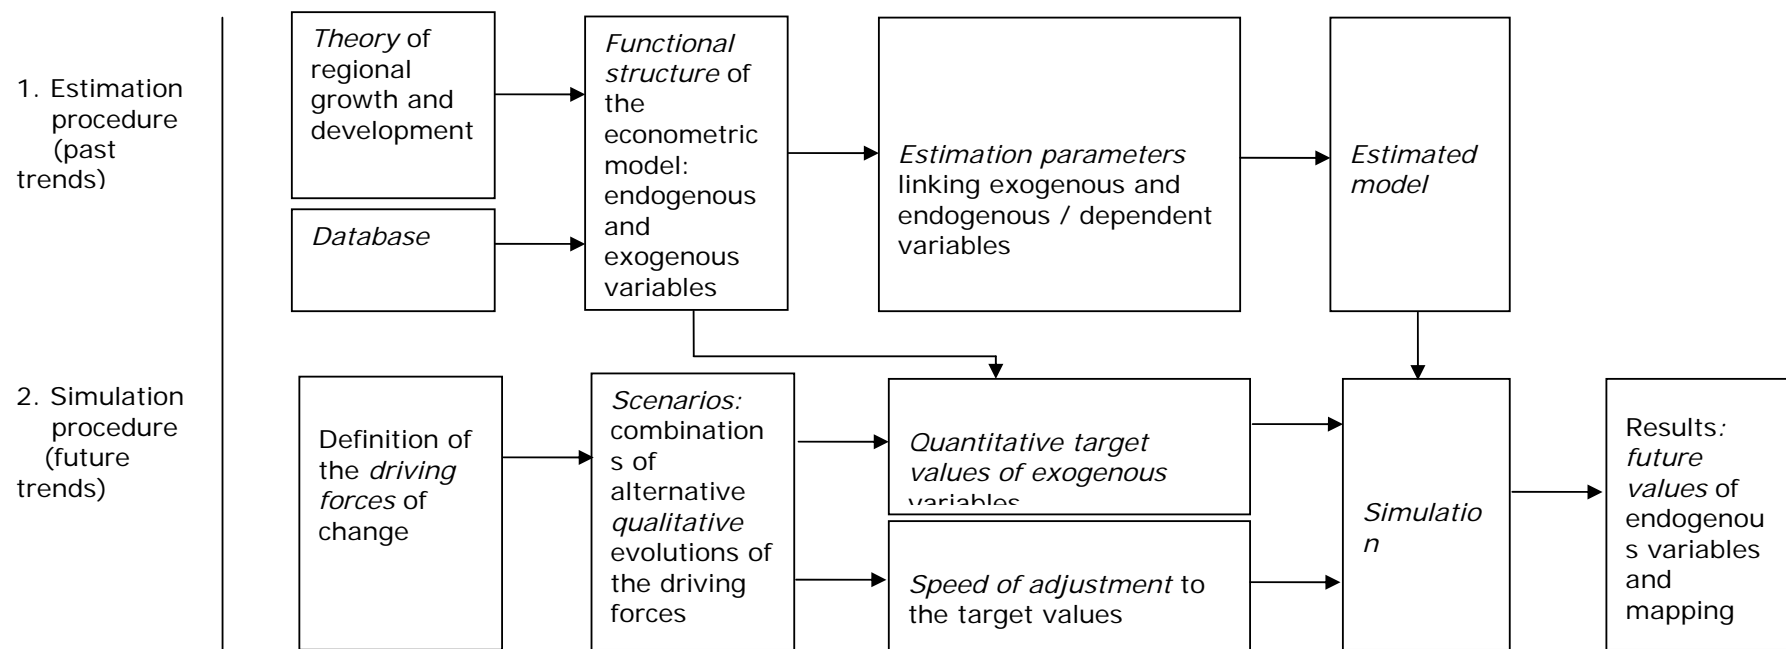 1. Estimation
procedure
(past
trends)
Theory of
regional
growth and
development
Database
Functional
structure of
the
econometric
model:
endogenous
and
exogenous
variables
Estimation parameters
linking exogenous and
endogenous / dependent
variables
Estimated
model
2. Simulation
procedure
(future
trends)
Definition of
the driving
forces of
change
Scenarios:
combination
s of
alternative
qualitative
evolutions of
the driving
forces
Quantitative target
values of exogenous
variables
Speed of adjustment to
the target values
Simulatio
n
Results:
future
values of
endogenou
s variables
and
mapping